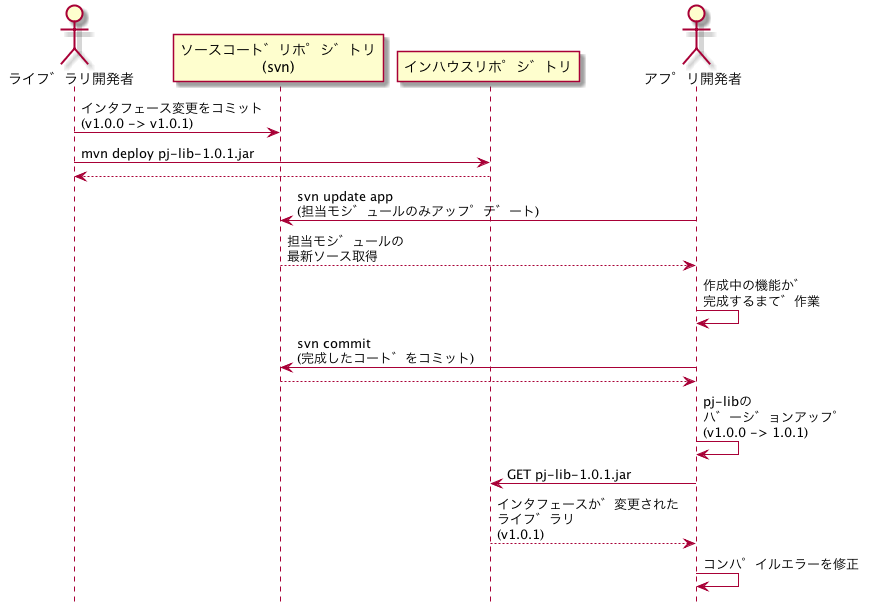 ライブラリ開発者
ソースコードリポジトリ
(svn)
インハウスリポジトリ
アプリ開発者
インタフェース変更をコミット
(v1.0.0 -> v1.0.1)
mvn deploy pj-lib-1.0.1.jar
svn update app
(担当モジュールのみアップデート)
担当モジュールの
最新ソース取得
作成中の機能が
完成するまで作業
svn commit
(完成したコードをコミット)
pj-libの
バージョンアップ
(v1.0.0 -> 1.0.1)
GET pj-lib-1.0.1.jar
インタフェースが変更された
ライブラリ
(v1.0.1)
コンパイルエラーを修正